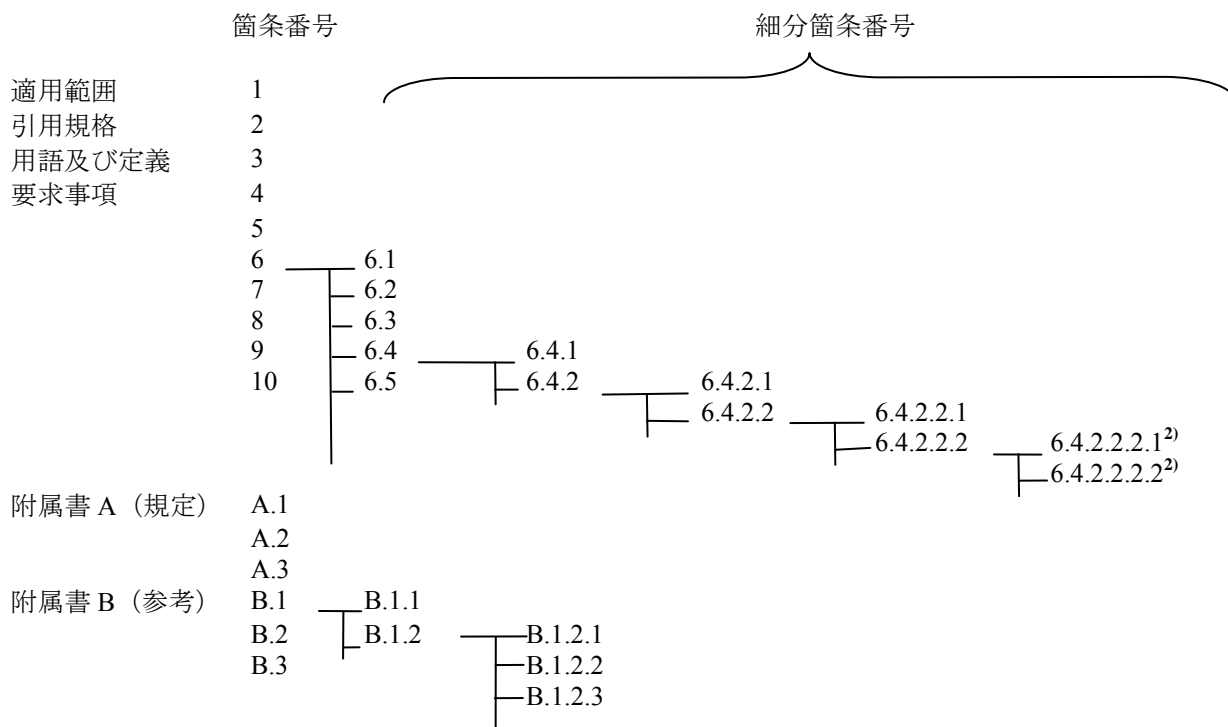 箇条番号 細分箇条番号
適用範囲 1
引用規格 2
用語及び定義 3
要求事項 4
5
6 6.1
7 6.2
8 6.3
9 6.4 6.4.1
10 6.5 6.4.2 6.4.2.1
6.4.2.2 6.4.2.2.1
6.4.2.2.2 6.4.2.2.2.1²⁾
6.4.2.2.2.2²⁾
附属書 A（規定） A.1
A.2
A.3
附属書 B（参考） B.1 B.1.1
B.2 B.1.2 B.1.2.1
B.3 B.1.2.2
B.1.2.3